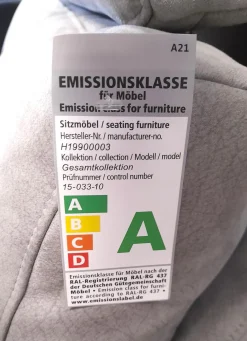 A21
EMISSIONSKLASSE
für Möbel
Emission class for furniture
Sitzmöbel / seating furniture
Hersteller-Nr. / manufacturer-no.
H19900003
Kollektion / collection / Modell / model
Gesamtkollektion
Prüfnummer / control number
15-033-10
A
B
C
D
A
Emissionsklasse für Möbel nach der
RAL-Registrierung RAL-RG 437
der Deutschen Gütegemeinschaft
Möbel • Emission class for furni-
ture according to RAL-RG 437
www.emissionslabel.de